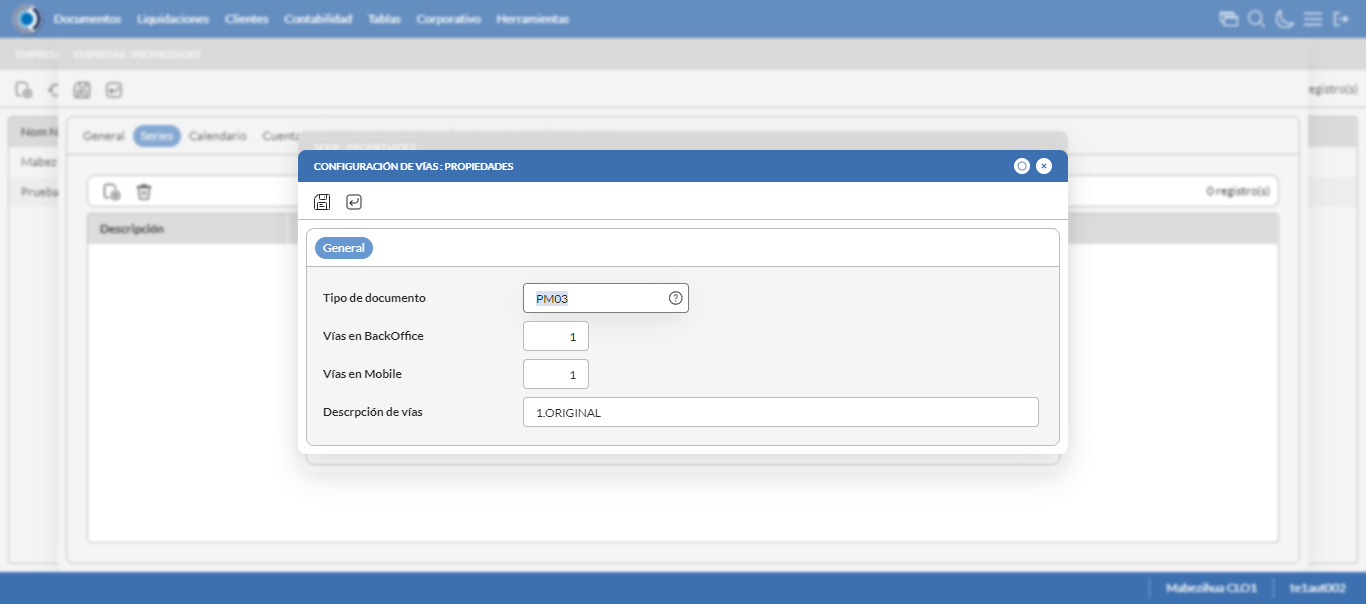 Documentos Liquidaciones Clientes Contabilidad Tablas Corporativo Herramientas
EMPRESAS : PROPIEDADES
registro(s)
General Series Calendario
Nom
SERIE : PROPIEDADES
Mabez
CONFIGURACIÓN DE VÍAS : PROPIEDADES
Prueba
0 registro(s)
Descripción
General
Tipo de documento PM03
Vías en BackOffice 1
Vías en Mobile 1
Descrpción de vías 1.ORIGINAL
Mabezihua CLO1 te1aut002